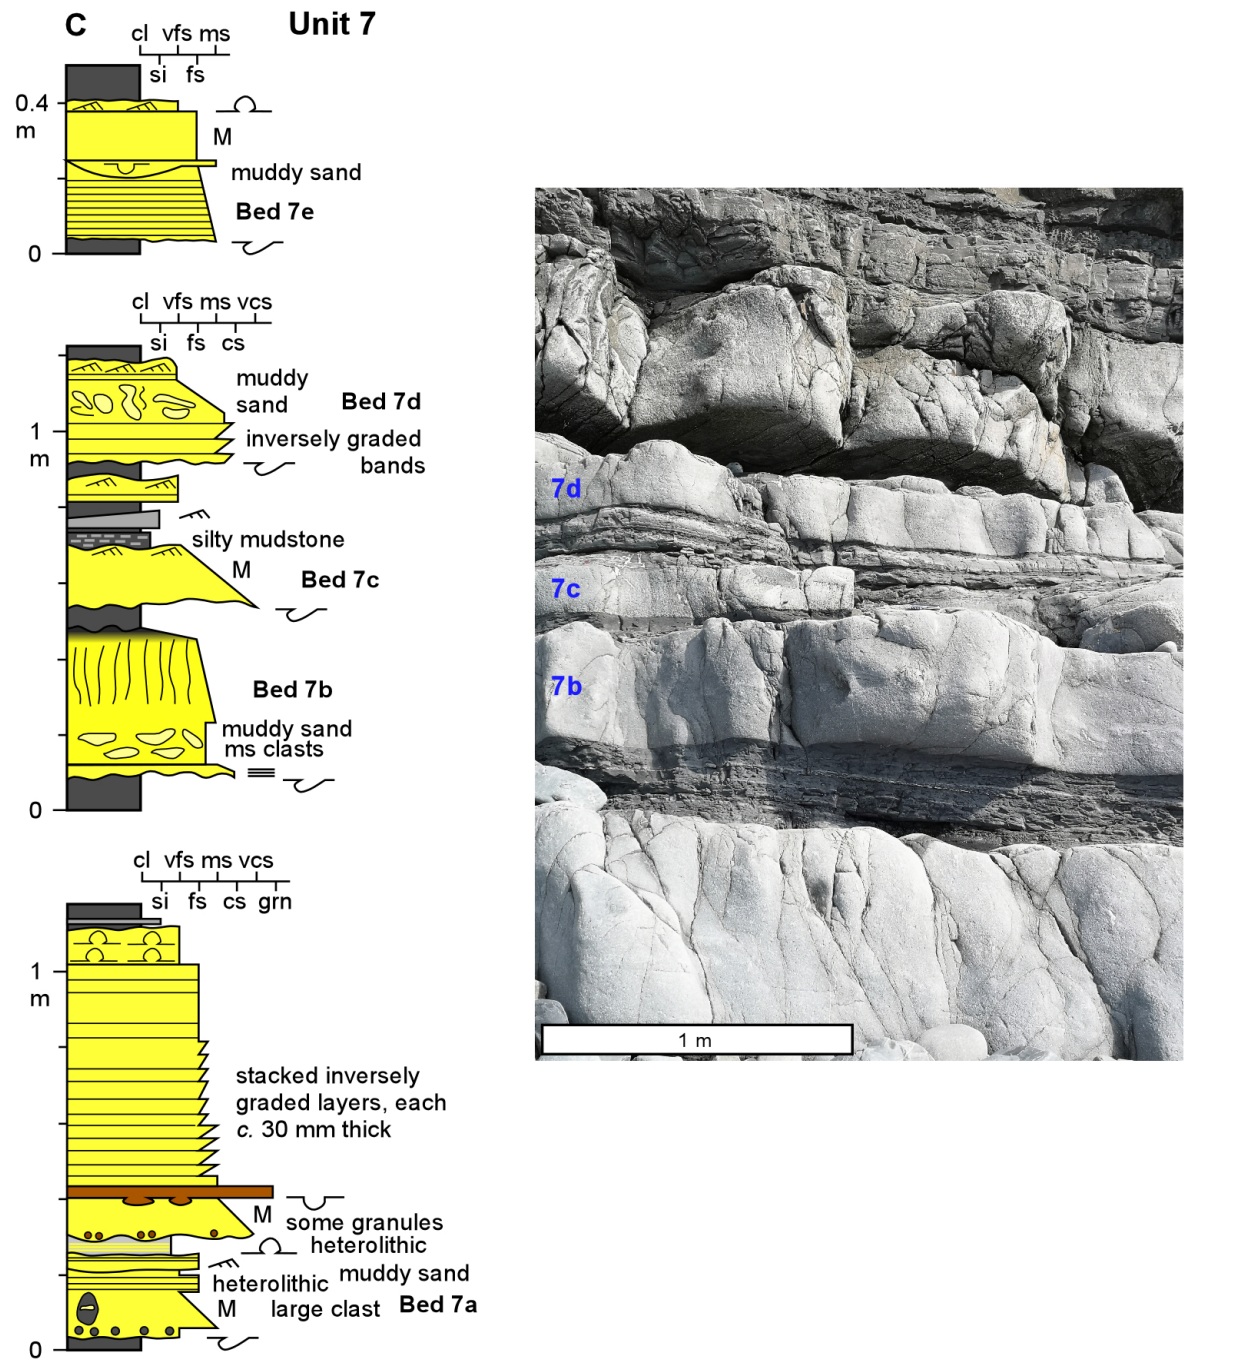 C Unit 7
cl vfs ms
si fs
0.4
m
M
muddy sand
Bed 7e
0
cl vfs ms vcs
si fs cs
muddy
sand
Bed 7d
1
m
inversely graded
bands
silty mudstone
M
Bed 7c
Bed 7b
muddy sand
ms clasts
0
cl vfs ms vcs
si fs cs grn
1
m
stacked inversely
graded layers, each
c. 30 mm thick
M
some granules
heterolithic
muddy sand
heterolithic
M large clast Bed 7a
0
7d
7c
7b
1 m